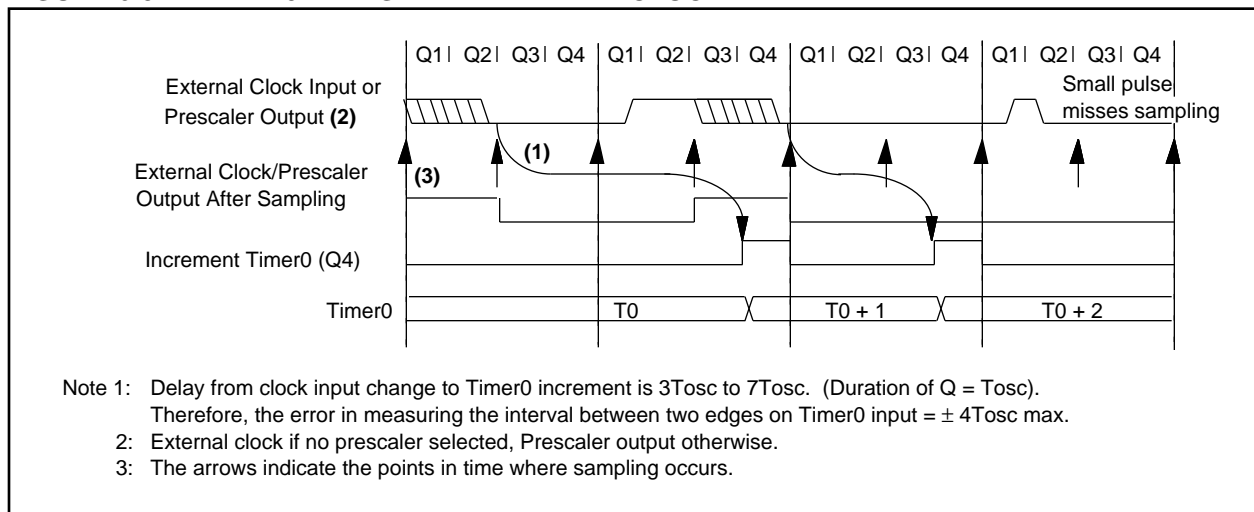 Q1| Q2| Q3| Q4 Q1| Q2| Q3| Q4 Q1| Q2| Q3| Q4 Q1| Q2| Q3| Q4
External Clock Input or
Prescaler Output (2)
Small pulse
misses sampling
(1)
External Clock/Prescaler
Output After Sampling
(3)
Increment Timer0 (Q4)
Timer0 T0 T0 + 1 T0 + 2
Note 1: Delay from clock input change to Timer0 increment is 3Tosc to 7Tosc. (Duration of Q = Tosc).
Therefore, the error in measuring the interval between two edges on Timer0 input = ± 4Tosc max.
2: External clock if no prescaler selected, Prescaler output otherwise.
3: The arrows indicate the points in time where sampling occurs.